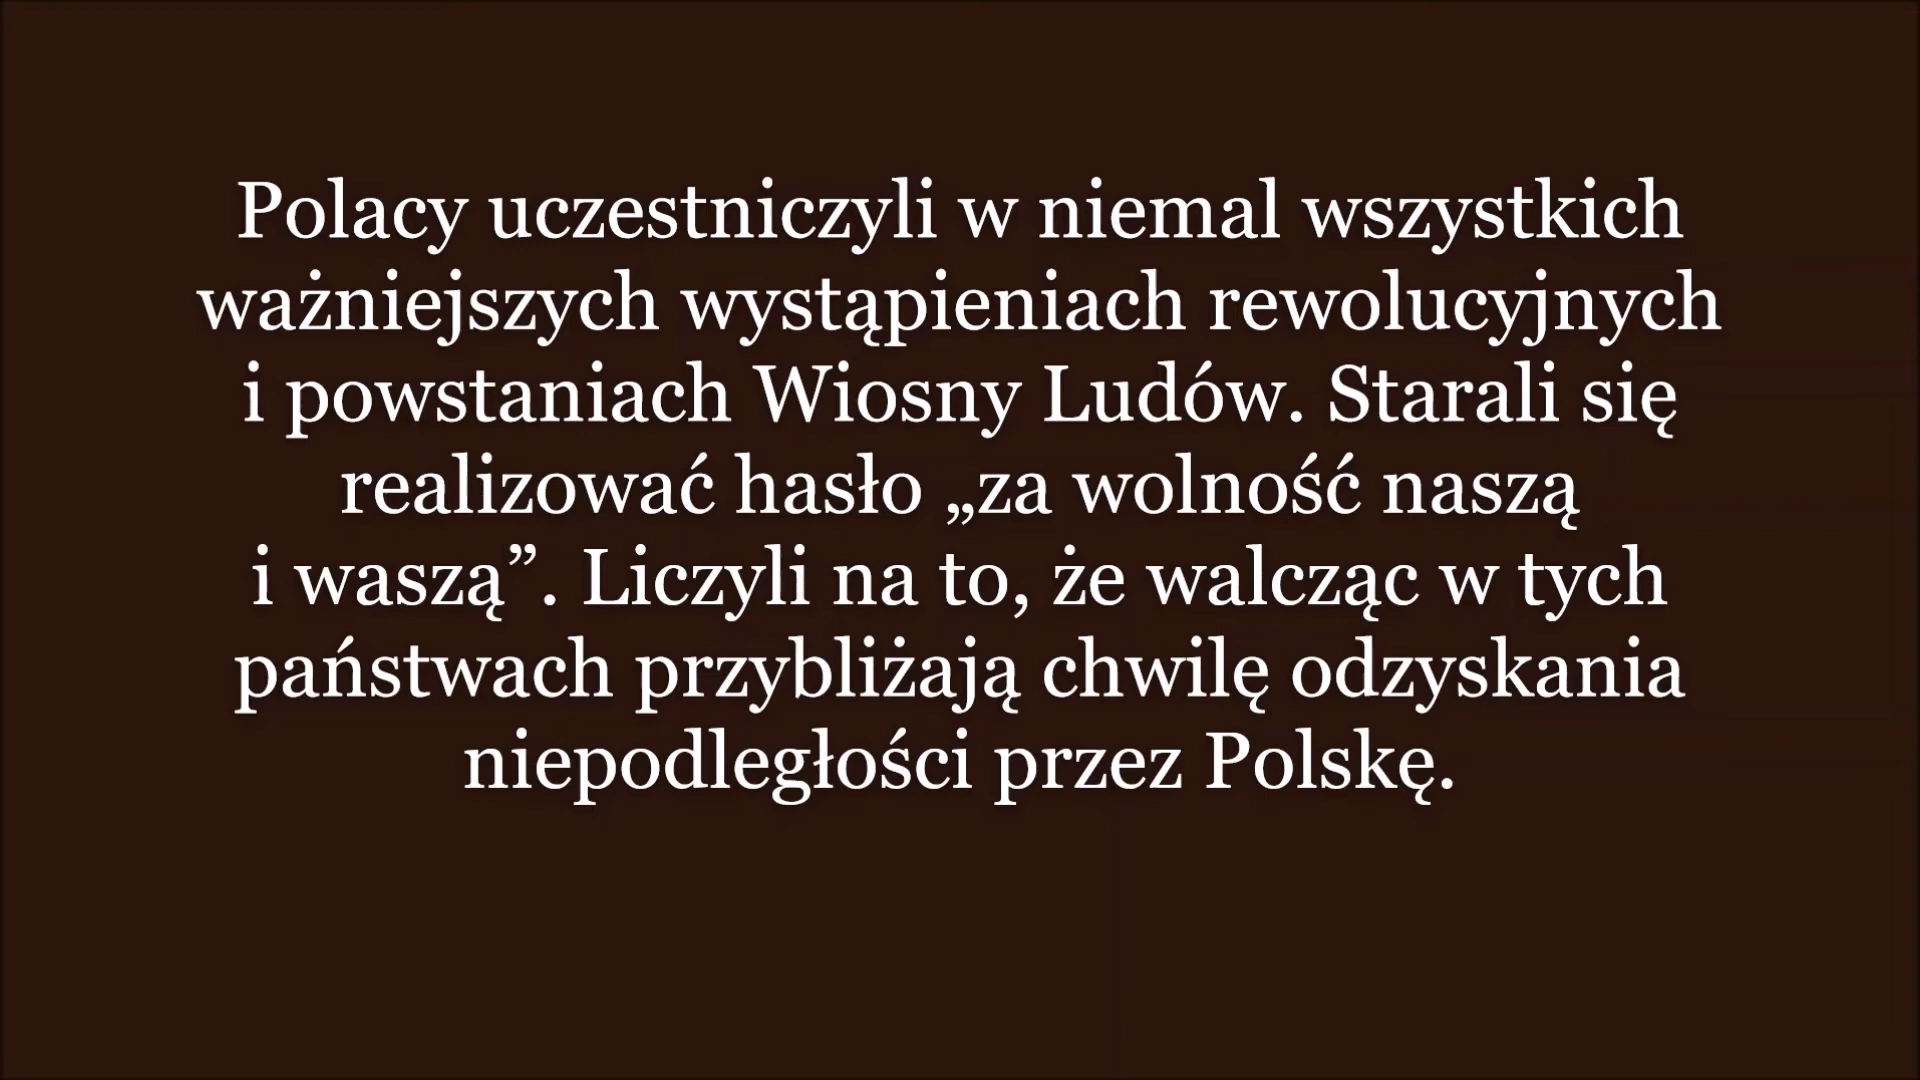 Polacy uczestniczyli w niemal wszystkich
ważniejszych wystąpieniach rewolucyjnych
i powstaniach Wiosny Ludów. Starali się
realizować hasło „za wolność naszą
i waszą”. Liczyli na to, że walcząc w tych
państwach przybliżają chwilę odzyskania
niepodległości przez Polskę.